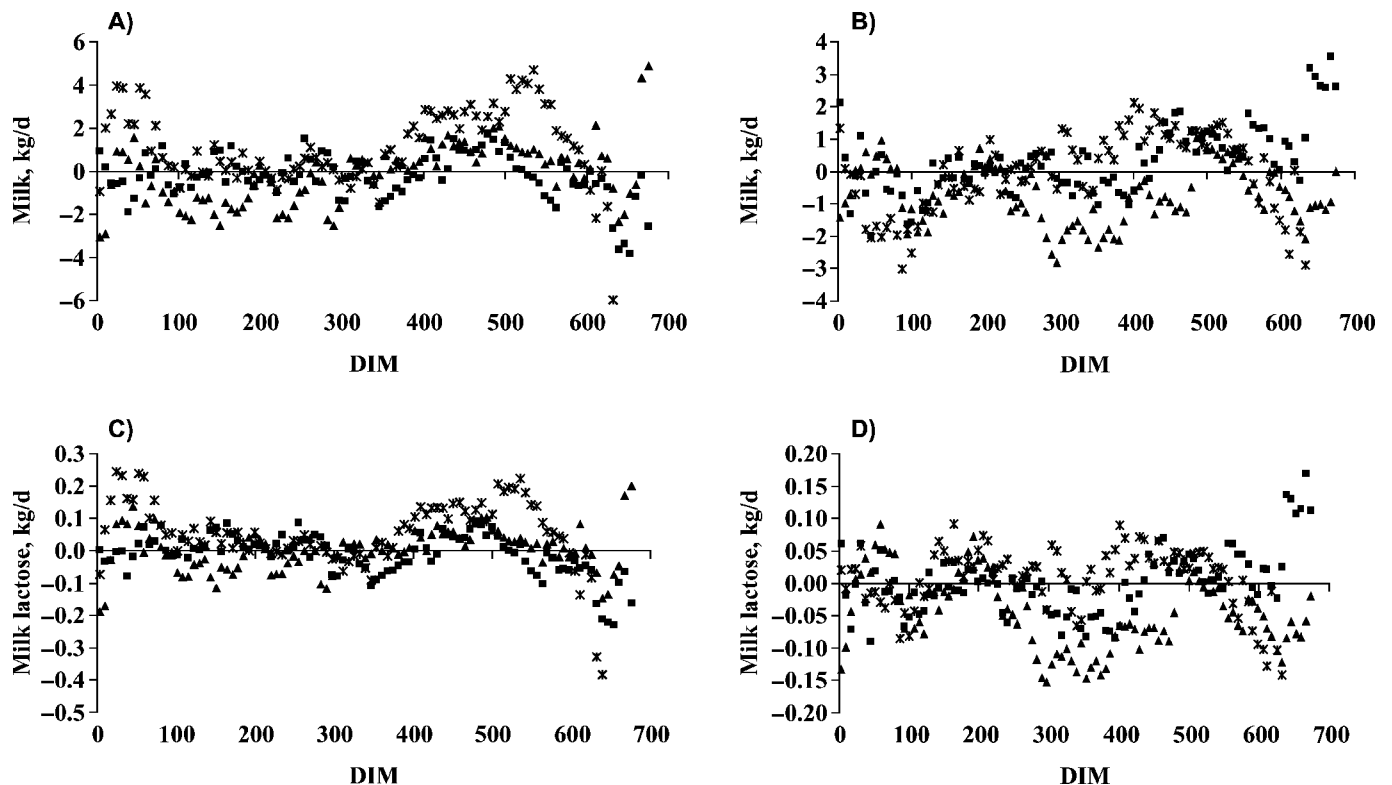 A)
6
4
2
0
−2
−4
−6
Milk, kg/d
0 100 200 300 400 500 600 700
DIM
B)
4
3
2
1
0
−1
−2
−3
−4
Milk, kg/d
0 100 200 300 400 500 600 700
DIM
C)
0.3
0.2
0.1
0.0
−0.1
−0.2
−0.3
−0.4
−0.5
Milk lactose, kg/d
0 100 200 300 400 500 600 700
DIM
D)
0.20
0.15
0.10
0.05
0.00
−0.05
−0.10
−0.15
−0.20
Milk lactose, kg/d
0 100 200 300 400 500 600 700
DIM